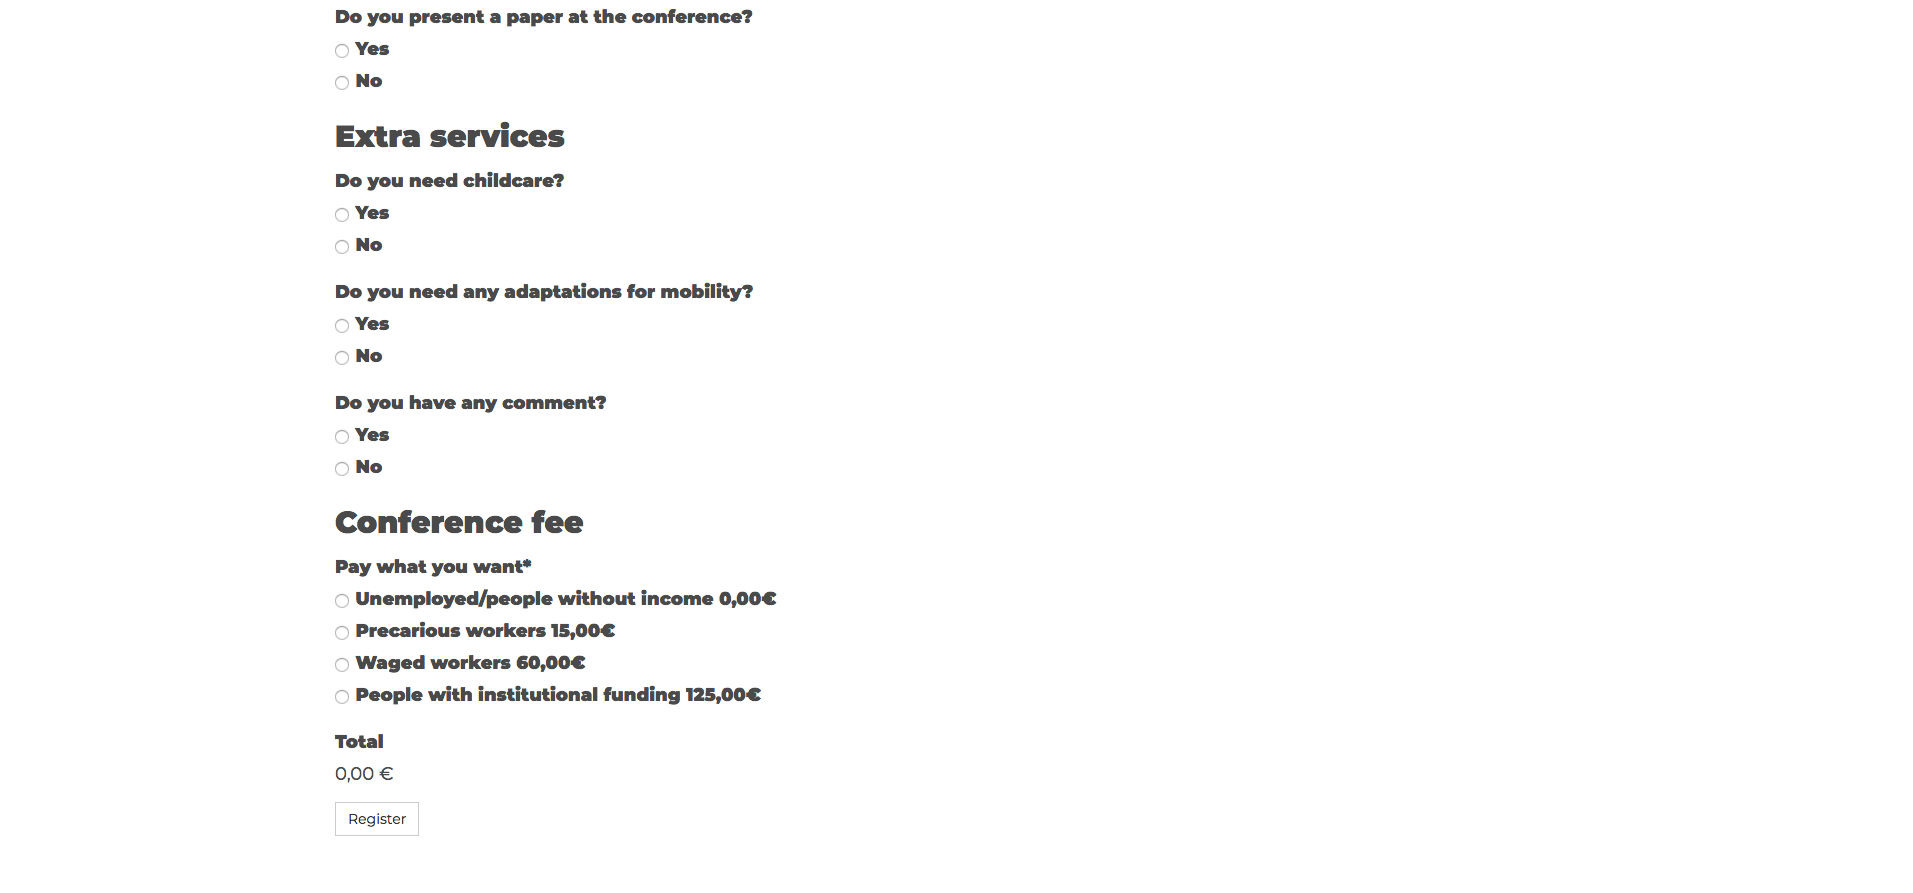 Do you present a paper at the conference?
Yes
No
Extra services
Do you need childcare?
Yes
No
Do you need any adaptations for mobility?
Yes
No
Do you have any comment?
Yes
No
Conference fee
Pay what you want*
Unemployed/people without income 0,00€
Precarious workers 15,00€
Waged workers 60,00€
People with institutional funding 125,00€
Total
0,00 €
Register